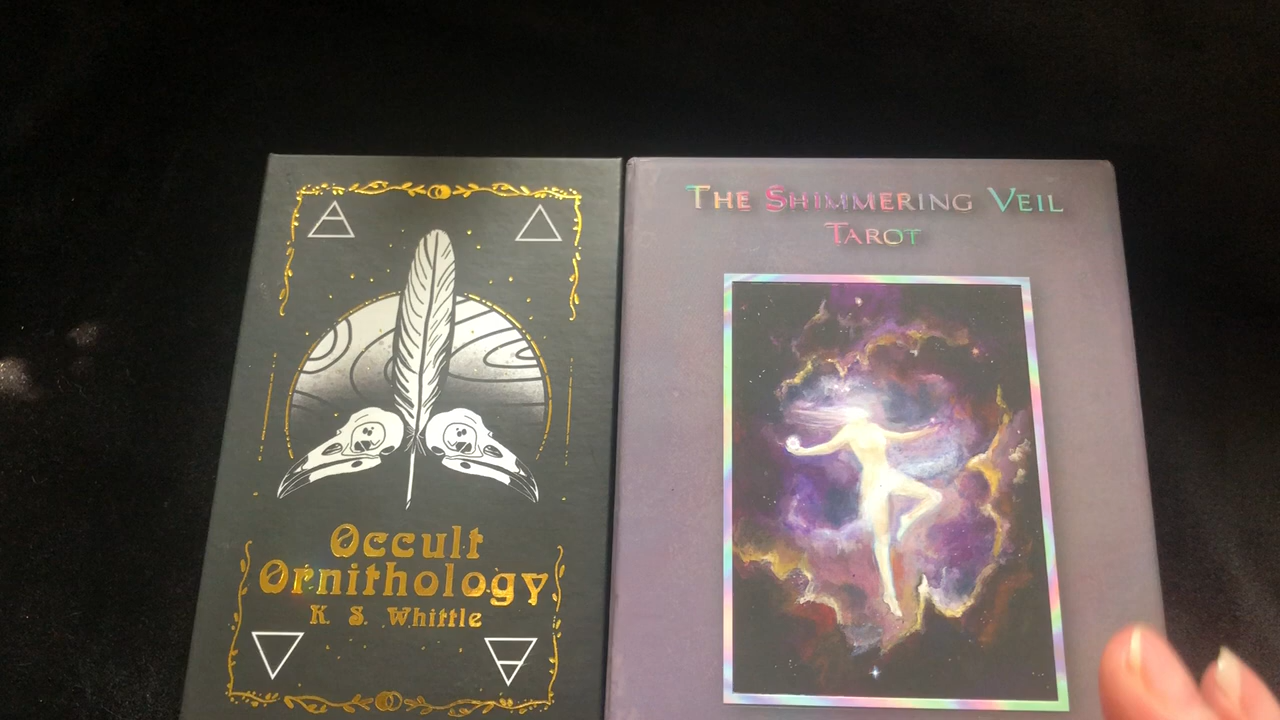 Occult
Ornithology
K. S. Whittle
The Shimmering Veil
Tarot